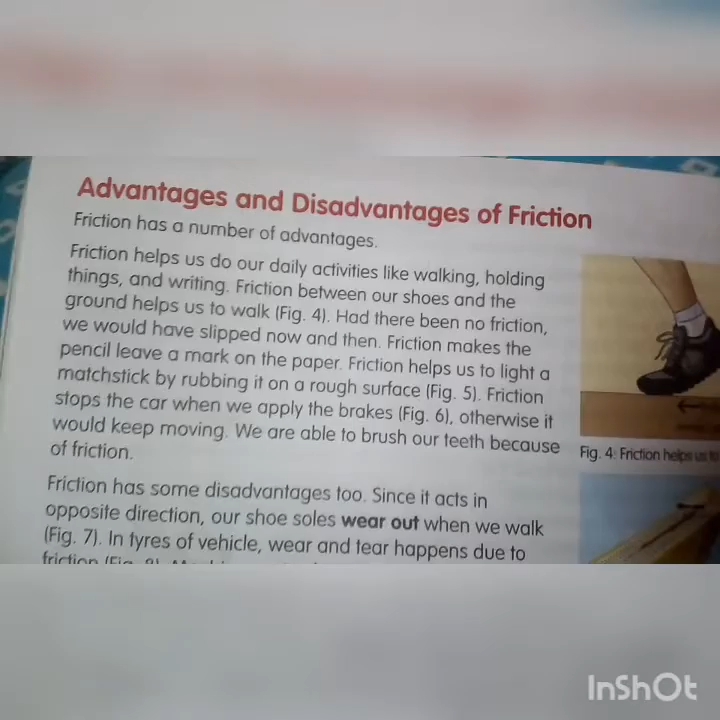 Advantages and Disadvantages of Friction
Friction has a number of advantages.
Friction helps us do our daily activities like walking, holding
things, and writing. Friction between our shoes and the
ground helps us to walk (Fig. 4). Had there been no friction,
we would have slipped now and then. Friction makes the
pencil leave a mark on the paper. Friction helps us to light a
matchstick by rubbing it on a rough surface (Fig. 5). Friction
stops the car when we apply the brakes (Fig. 6), otherwise it
would keep moving. We are able to brush our teeth because
of friction.
Fig. 4: Friction helps us to
Friction has some disadvantages too. Since it acts in
opposite direction, our shoe soles wear out when we walk
(Fig. 7). In tyres of vehicle, wear and tear happens due to
friction (Fig.
InShOt